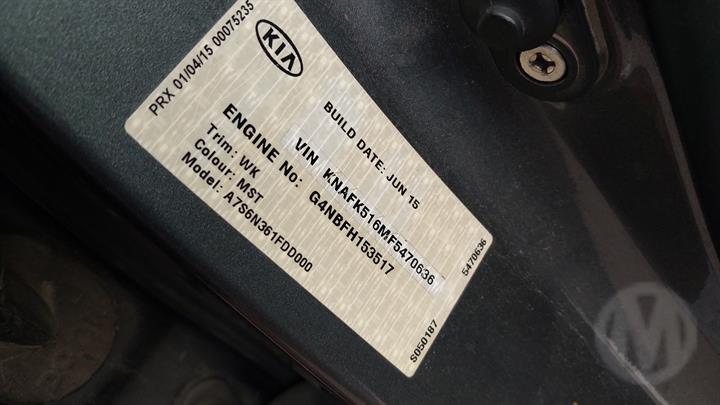 PRX 01/04/15 00075235
KIA
BUILD DATE: JUN 15
VIN KNAFK516MF5470636
ENGINE No: G4NBFH153517
Trim: WK
Colour: MST
Model: A7S6N361FDD000
5470636
S050187
M